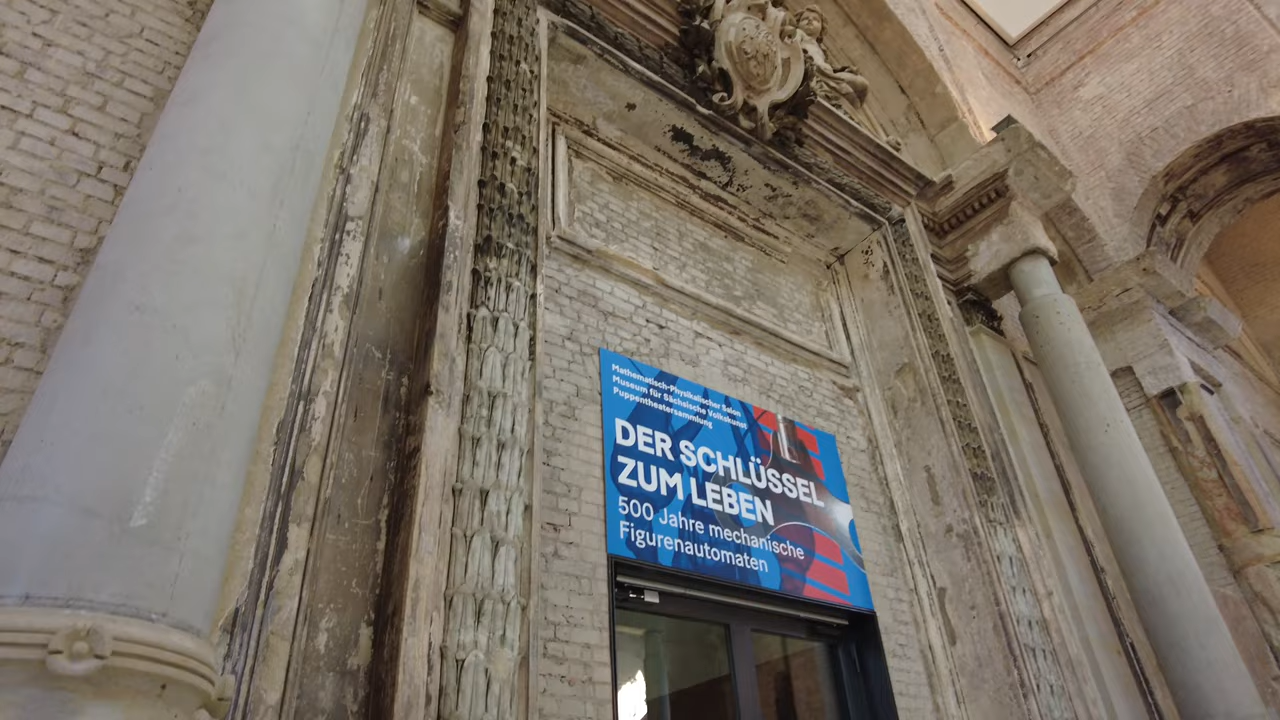 Mathematisch-Physikalischer Salon
Museum für Sächsische Volkskunst
Puppentheatersammlung
DER SCHLÜSSEL
ZUM LEBEN
500 Jahre mechanische
Figurenautomaten